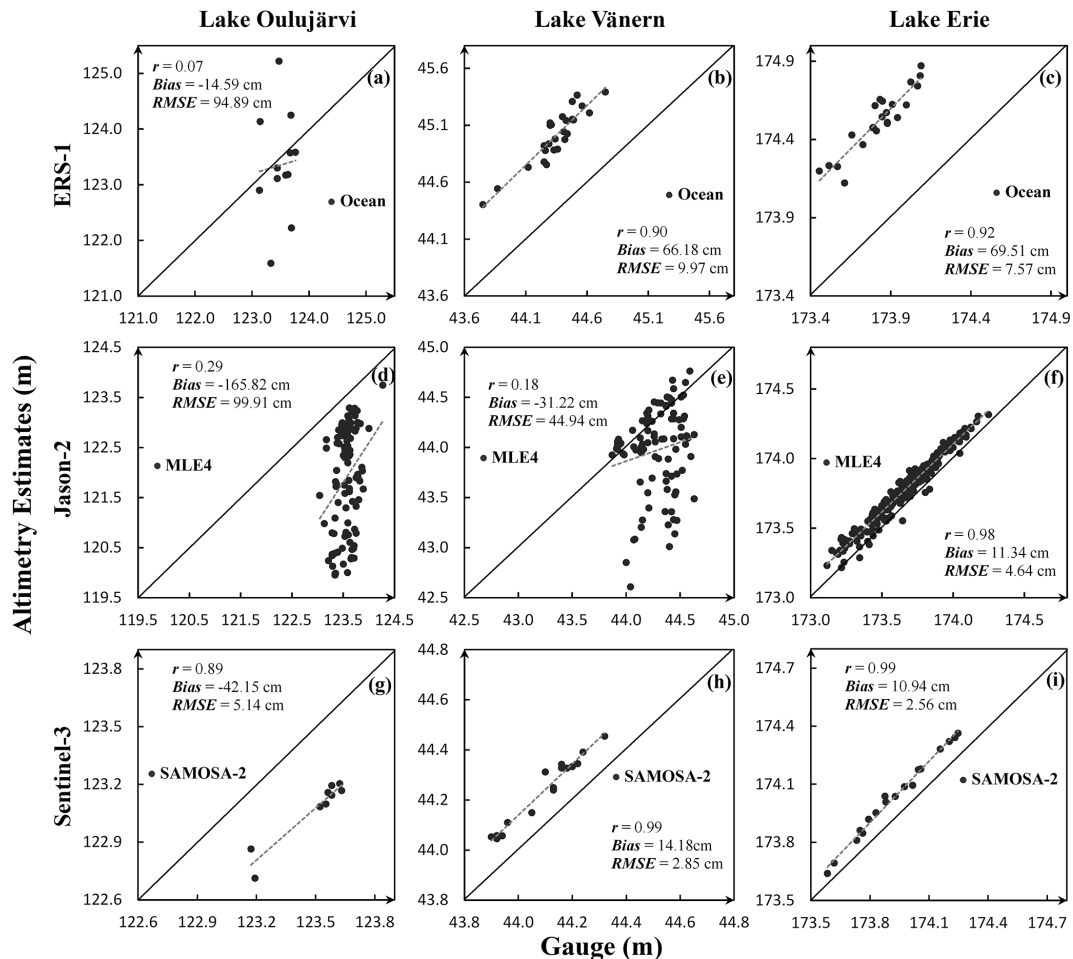 Lake Oulujärvi Lake Vänern Lake Erie
Altimetry Estimates (m)
ERS-1
125.0
124.0
123.0
122.0
121.0
121.0 122.0 123.0 124.0 125.0
r = 0.07
Bias = -14.59 cm
RMSE = 94.89 cm
(a)
Ocean
45.6
45.1
44.6
44.1
43.6
43.6 44.1 44.6 45.1 45.6
(b)
Ocean
r = 0.90
Bias = 66.18 cm
RMSE = 9.97 cm
174.9
174.4
173.9
173.4
173.4 173.9 174.4 174.9
(c)
Ocean
r = 0.92
Bias = 69.51 cm
RMSE = 7.57 cm
Jason-2
124.5
123.5
122.5
121.5
120.5
119.5
119.5 120.5 121.5 122.5 123.5 124.5
r = 0.29
Bias = -165.82 cm
RMSE = 99.91 cm
(d)
MLE4
45.0
44.5
44.0
43.5
43.0
42.5
42.5 43.0 43.5 44.0 44.5 45.0
r = 0.18
Bias = -31.22 cm
RMSE = 44.94 cm
(e)
MLE4
174.5
174.0
173.5
173.0
173.0 173.5 174.0 174.5
(f)
MLE4
r = 0.98
Bias = 11.34 cm
RMSE = 4.64 cm
Sentinel-3
123.8
123.5
123.2
122.9
122.6
122.6 122.9 123.2 123.5 123.8
r = 0.89
Bias = -42.15 cm
RMSE = 5.14 cm
(g)
SAMOSA-2
44.8
44.6
44.4
44.2
44.0
43.8
43.8 44.0 44.2 44.4 44.6 44.8
(h)
SAMOSA-2
r = 0.99
Bias = 14.18cm
RMSE = 2.85 cm
174.7
174.4
174.1
173.8
173.5
173.5 173.8 174.1 174.4 174.7
r = 0.99
Bias = 10.94 cm
RMSE = 2.56 cm
(i)
SAMOSA-2
Gauge (m)